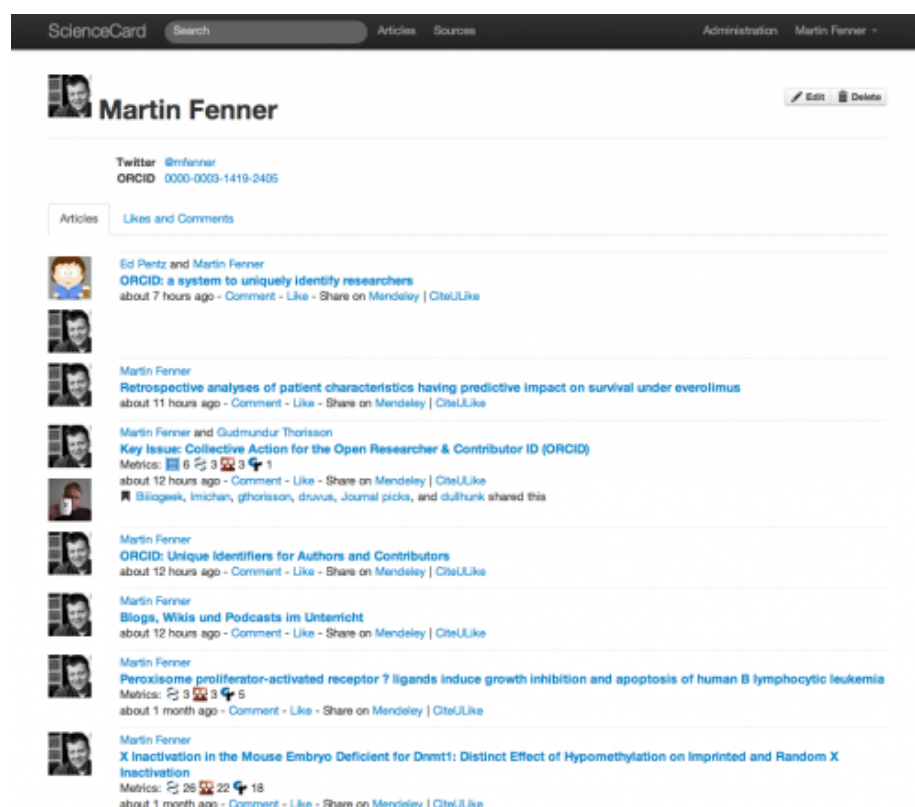 ScienceCard Search Articles Sources Administration Martin Fenner
Martin Fenner
Edit Delete
Twitter @mfenner
ORCID 0000-0003-1419-2405
Articles Likes and Comments
Ed Pentz and Martin Fenner
ORCID: a system to uniquely identify researchers
about 7 hours ago - Comment - Like - Share on Mendeley | CiteULike
Martin Fenner
Retrospective analyses of patient characteristics having predictive impact on survival under everolimus
about 11 hours ago - Comment - Like - Share on Mendeley | CiteULike
Martin Fenner and Gudmundur Thorisson
Key Issue: Collective Action for the Open Researcher & Contributor ID (ORCID)
Metrics: 6 3 3 1
about 12 hours ago - Comment - Like - Share on Mendeley | CiteULike
Biiiogeek, lmichan, gthorisson, druvus, Journal picks, and dullhunk shared this
Martin Fenner
ORCID: Unique Identifiers for Authors and Contributors
about 12 hours ago - Comment - Like - Share on Mendeley | CiteULike
Martin Fenner
Blogs, Wikis und Podcasts im Unterricht
about 12 hours ago - Comment - Like - Share on Mendeley | CiteULike
Martin Fenner
Peroxisome proliferator-activated receptor ? ligands induce growth inhibition and apoptosis of human B lymphocytic leukemia
Metrics: 3 3 5
about 1 month ago - Comment - Like - Share on Mendeley | CiteULike
Martin Fenner
X Inactivation in the Mouse Embryo Deficient for Dnmt1: Distinct Effect of Hypomethylation on Imprinted and Random X
Inactivation
Metrics: 26 22 18
about 1 month ago - Comment - Like - Share on Mendeley | CiteULike